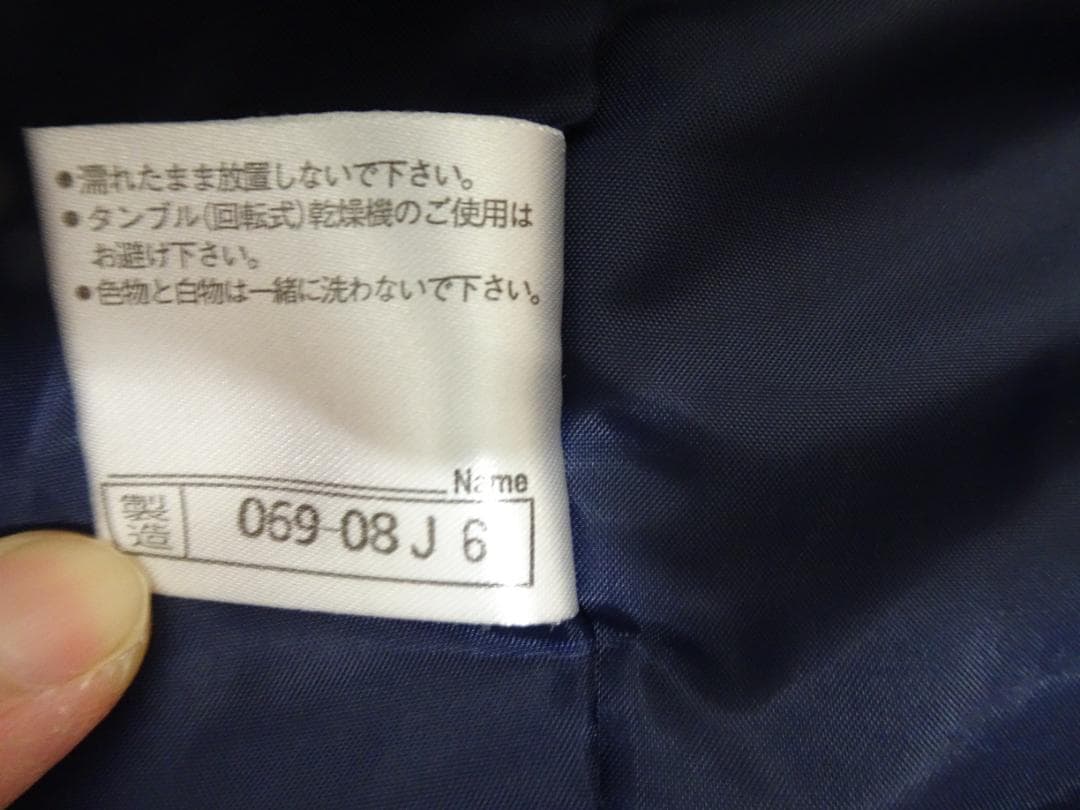 ●濡れたまま放置しないで下さい。
●タンブル(回転式)乾燥機のご使用は
お避け下さい。
●色物と白物は一緒に洗わないで下さい。
Name
製造 069-08 J 6